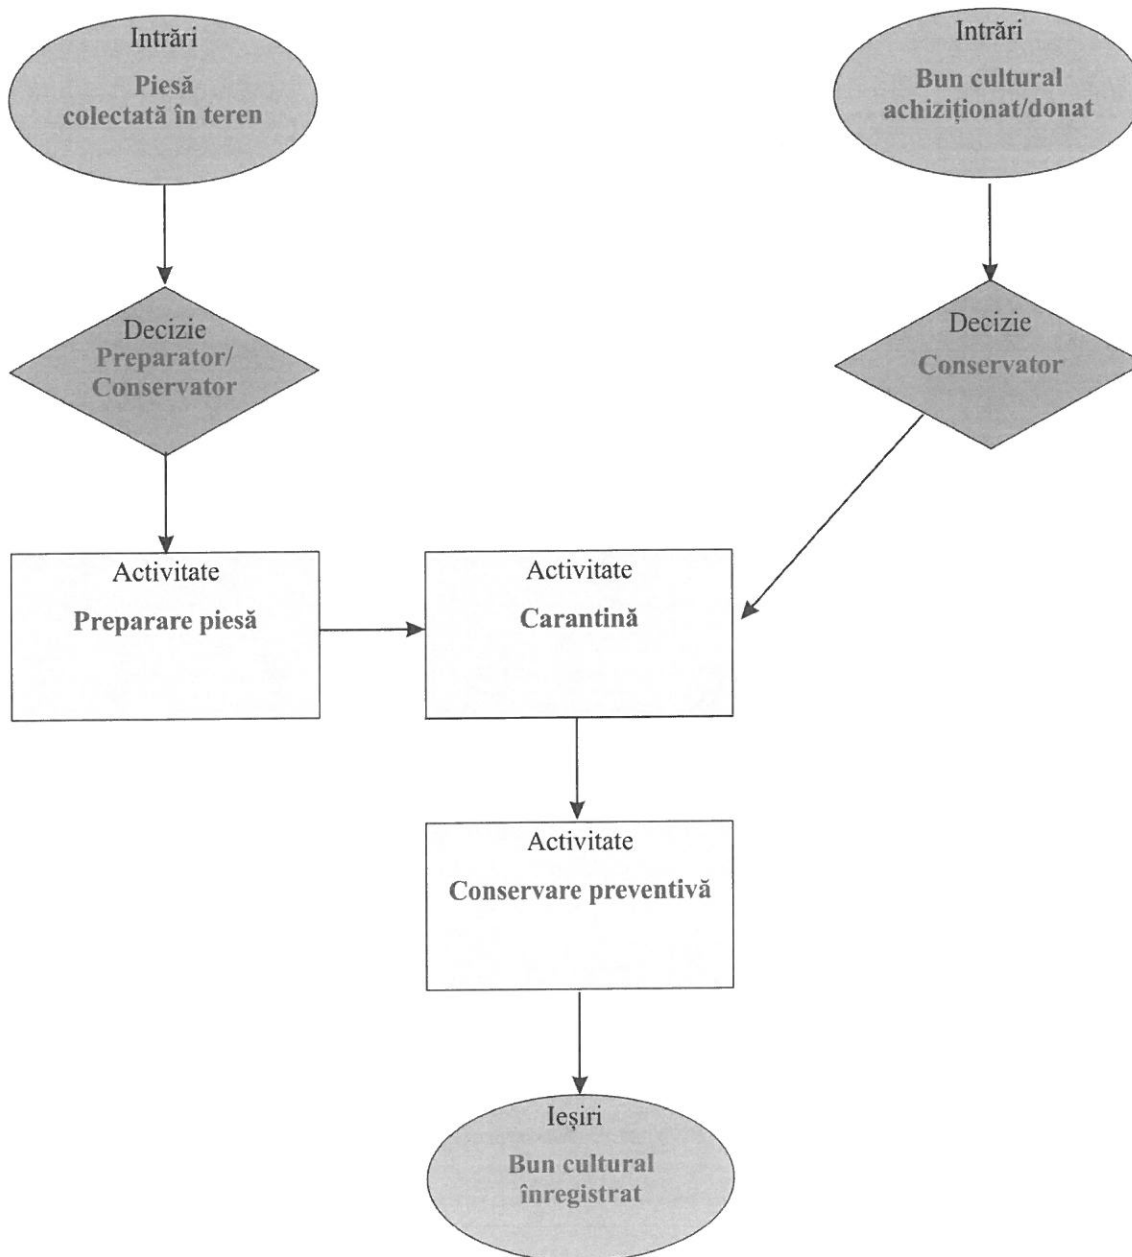 Intrări
Piesă
colectată în teren
Intrări
Bun cultural
achiziționat/donat
Decizie
Preparator/
Conservator
Decizie
Conservator
Activitate
Preparare piesă
Activitate
Carantină
Activitate
Conservare preventivă
Ieșiri
Bun cultural
înregistrat